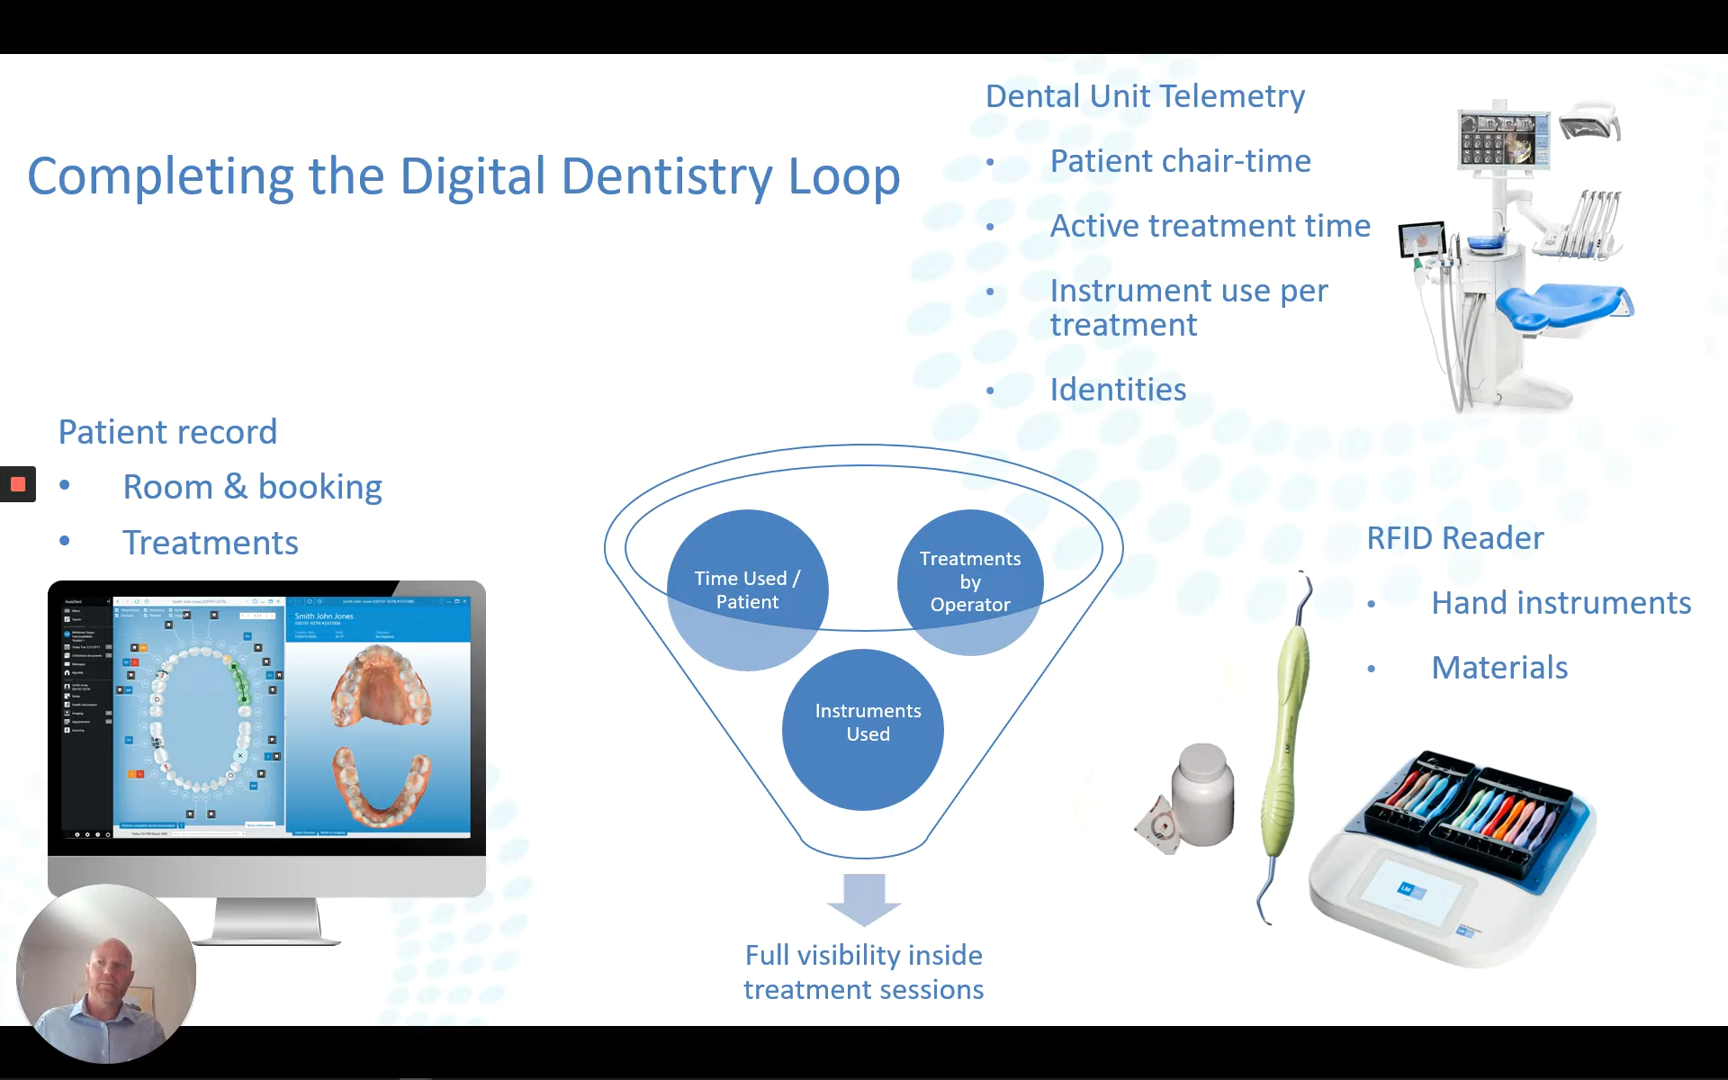 Completing the Digital Dentistry Loop
Dental Unit Telemetry
• Patient chair-time
• Active treatment time
• Instrument use per
treatment
• Identities
Patient record
• Room & booking
• Treatments
Smith John Jones
Time Used /
Patient
Treatments
by
Operator
Instruments
Used
Full visibility inside
treatment sessions
RFID Reader
• Hand instruments
• Materials
LM
LM